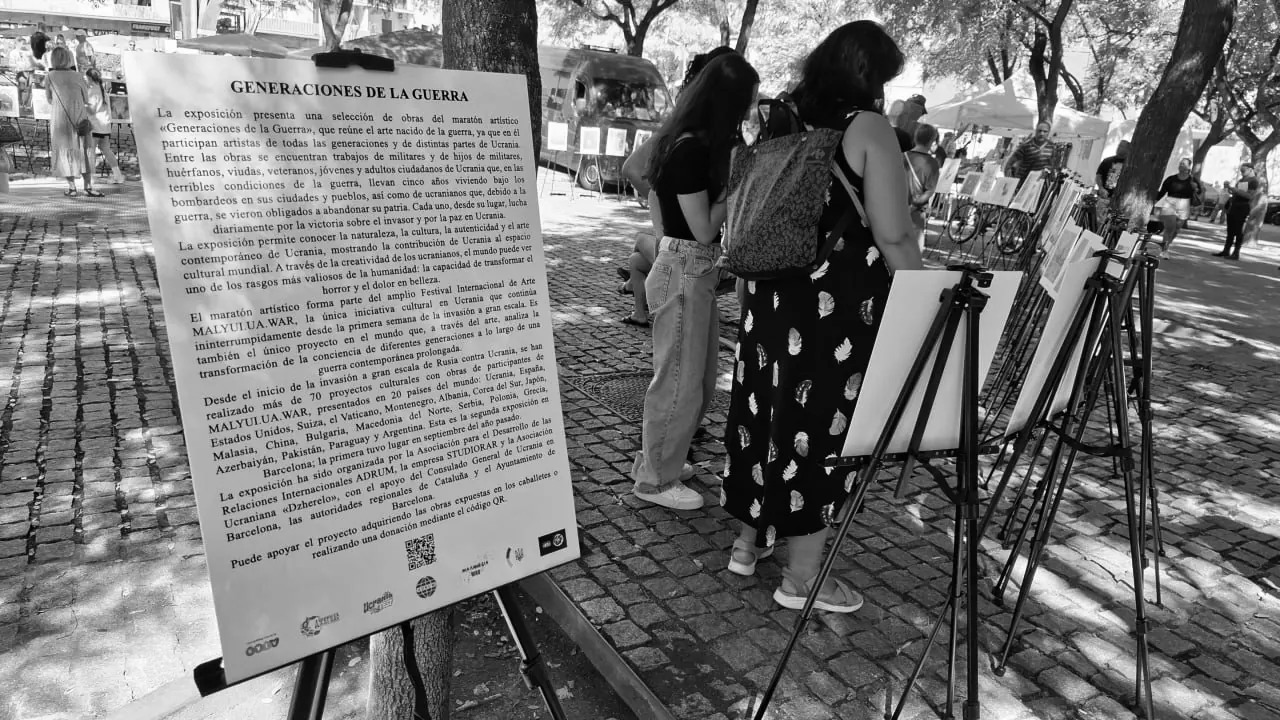 GENERACIONES DE LA GUERRA
La exposición presenta una selección de obras del maratón artístico
«Generaciones de la Guerra», que reúne el arte nacido de la guerra, ya que en él
participan artistas de todas las generaciones y de distintas partes de Ucrania.
Entre las obras se encuentran trabajos de militares y de hijos de militares,
huérfanos, viudas, veteranos, jóvenes y adultos ciudadanos de Ucrania que, en las
terribles condiciones de la guerra, llevan cinco años viviendo bajo los
bombardeos en sus ciudades y pueblos, así como de ucranianos que, debido a la
guerra, se vieron obligados a abandonar su patria. Cada uno, desde su lugar, lucha
diariamente por la victoria sobre el invasor y por la paz en Ucrania.
La exposición permite conocer la naturaleza, la cultura, la autenticidad y el arte
contemporáneo de Ucrania, mostrando la contribución de Ucrania al espacio
cultural mundial. A través de la creatividad de los ucranianos, el mundo puede ver
uno de los rasgos más valiosos de la humanidad: la capacidad de transformar el
horror y el dolor en belleza.
El maratón artístico forma parte del amplio Festival Internacional de Arte
MALYUI.UA.WAR, la única iniciativa cultural en Ucrania que continúa
ininterrumpidamente desde la primera semana de la invasión a gran escala. Es
también el único proyecto en el mundo que, a través del arte, analiza la
transformación de la conciencia de diferentes generaciones a lo largo de una
guerra contemporánea prolongada.
Desde el inicio de la invasión a gran escala de Rusia contra Ucrania, se han
realizado más de 70 proyectos culturales con obras de participantes de
MALYUI.UA.WAR, presentados en 20 países del mundo: Ucrania, España,
Estados Unidos, Suiza, el Vaticano, Montenegro, Albania, Corea del Sur, Japón,
Malasia, China, Bulgaria, Macedonia del Norte, Serbia, Polonia, Grecia,
Azerbaiyán, Pakistán, Paraguay y Argentina. Esta es la segunda exposición en
Barcelona; la primera tuvo lugar en septiembre del año pasado.
La exposición ha sido organizada por la Asociación para el Desarrollo de las
Relaciones Internacionales ADRUM, la empresa STUDIORAR y la Asociación
Ucraniana «Dzherelo», con el apoyo del Consulado General de Ucrania en
Barcelona, las autoridades regionales de Cataluña y el Ayuntamiento de
Barcelona.
Puede apoyar el proyecto adquiriendo las obras expuestas en los caballetes o
realizando una donación mediante el código QR.